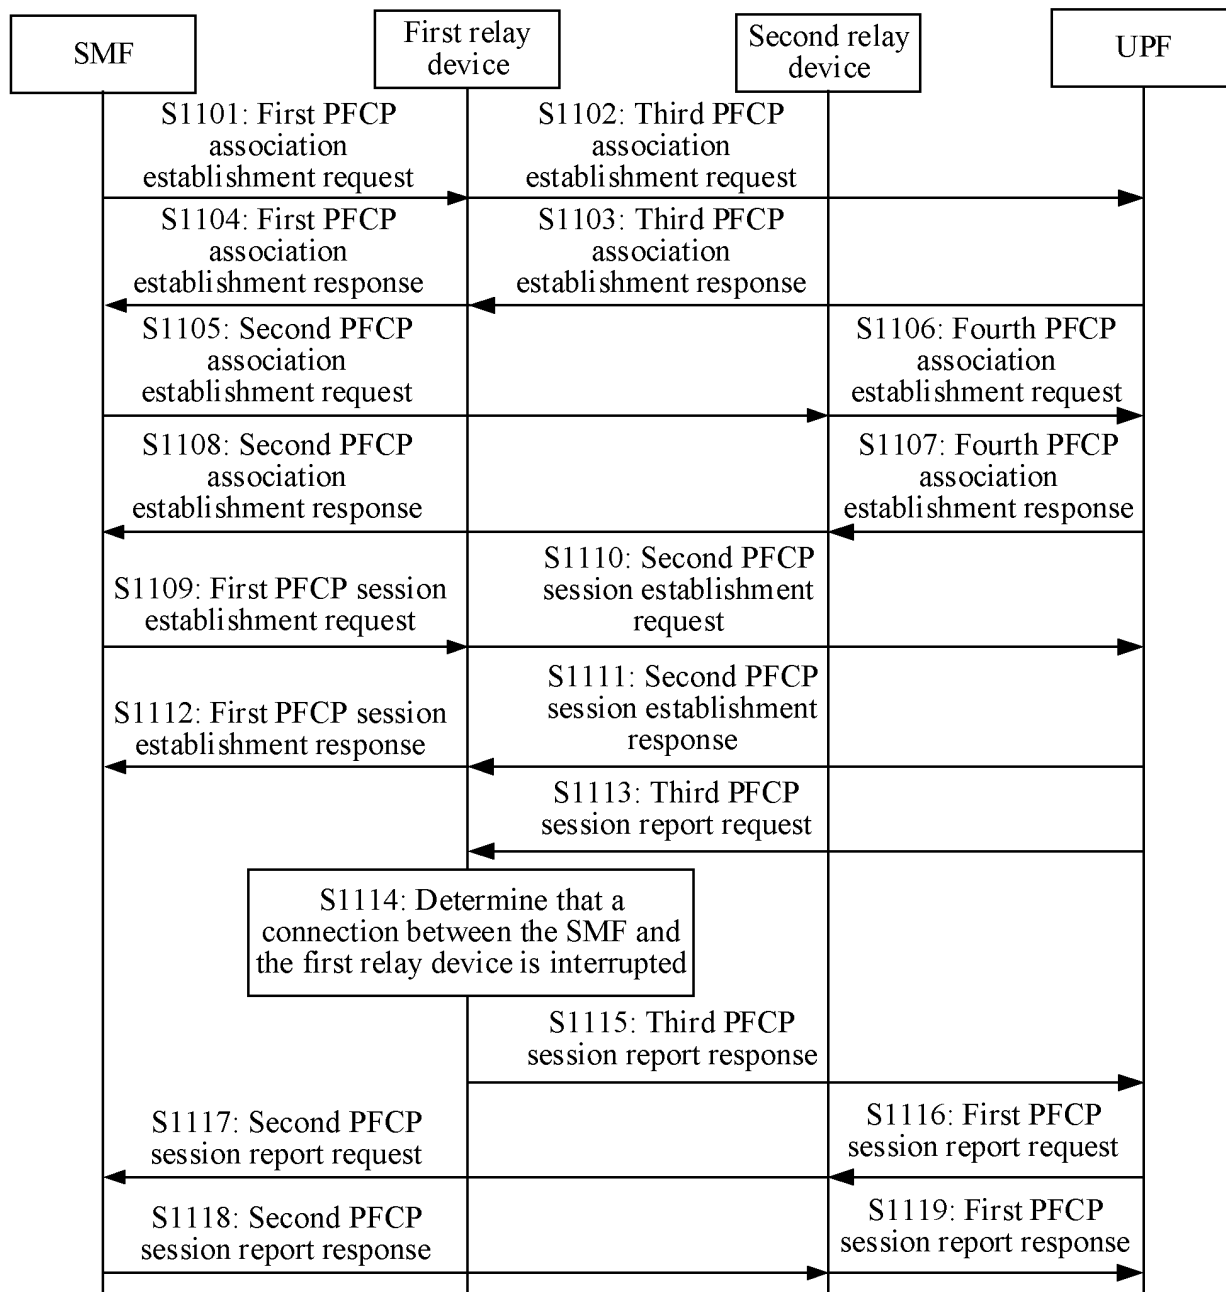 SMF
First relay
device
Second relay
device
UPF
S1101: First PFCP
association
establishment request
S1102: Third PFCP
association
establishment request
S1104: First PFCP
association
establishment response
S1103: Third PFCP
association
establishment response
S1105: Second PFCP
association
establishment request
S1106: Fourth PFCP
association
establishment request
S1108: Second PFCP
association
establishment response
S1107: Fourth PFCP
association
establishment response
S1109: First PFCP session
establishment request
S1110: Second PFCP
session establishment
request
S1112: First PFCP session
establishment response
S1111: Second PFCP
session establishment
response
S1113: Third PFCP
session report request
S1114: Determine that a
connection between the SMF and
the first relay device is interrupted
S1115: Third PFCP
session report response
S1117: Second PFCP
session report request
S1116: First PFCP
session report request
S1118: Second PFCP
session report response
S1119: First PFCP
session report response